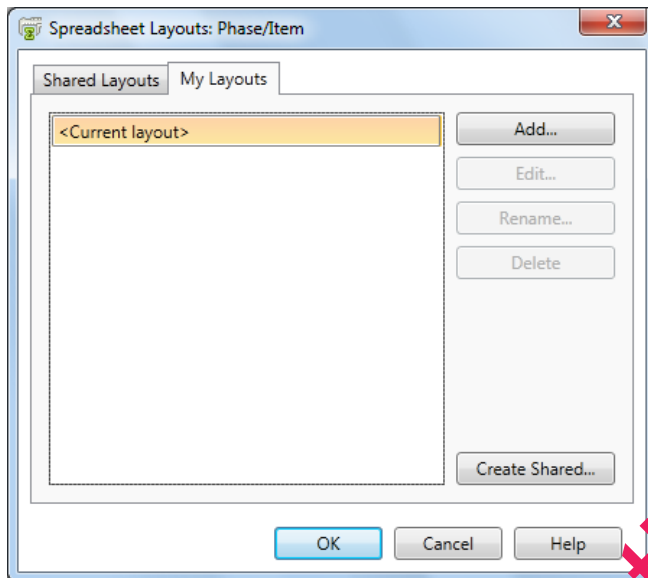 Spreadsheet Layouts: Phase/Item
Shared Layouts My Layouts
<Current layout>
Add...
Edit...
Rename...
Delete
Create Shared...
OK Cancel Help